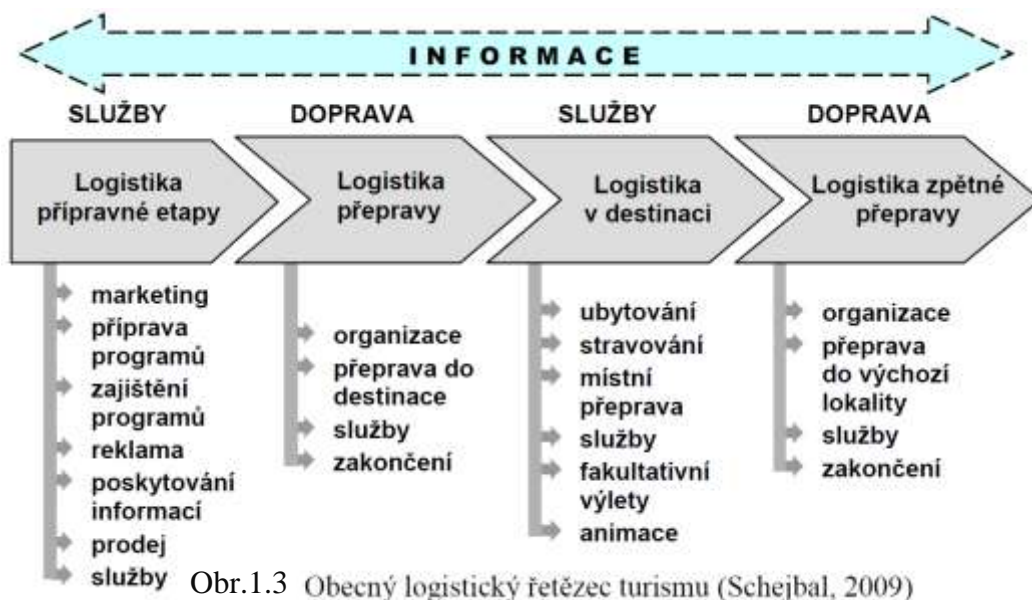 INFORMACE
SLUŽBY
DOPRAVA
SLUŽBY
DOPRAVA
Logistika
přípravné etapy
Logistika
přepravy
Logistika
v destinaci
Logistika zpětné
přepravy
marketing
příprava
programů
zajištění
programů
reklama
poskytování
informací
prodej
služby
organizace
přeprava do
destinace
služby
zakončení
ubytování
stravování
místní
přeprava
služby
fakultativní
výlety
animace
organizace
přeprava
do výchozí
lokality
služby
zakončení
Obr.1.3 Obecný logistický řetězec turismu (Schejbal, 2009)